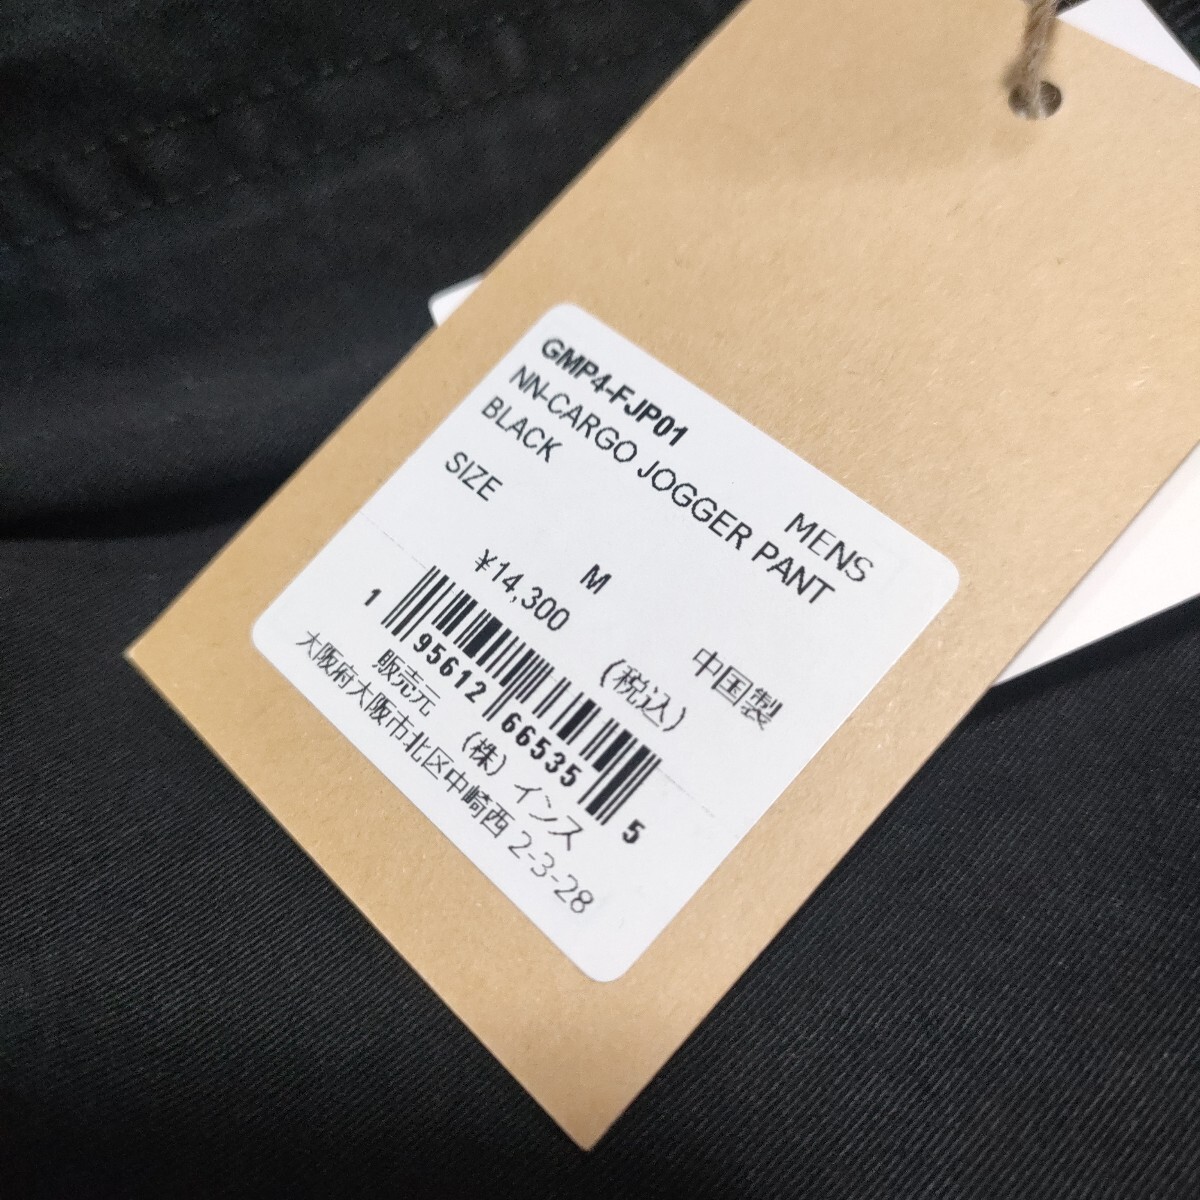 GMP4-FJP01 MENS
NN-CARGO JOGGER PANT
BLACK
SIZE M 中国製
¥14,300 (税込)
1 95612 66535 5
販売元 (株) インス
大阪府大阪市北区中崎西 2-3-28